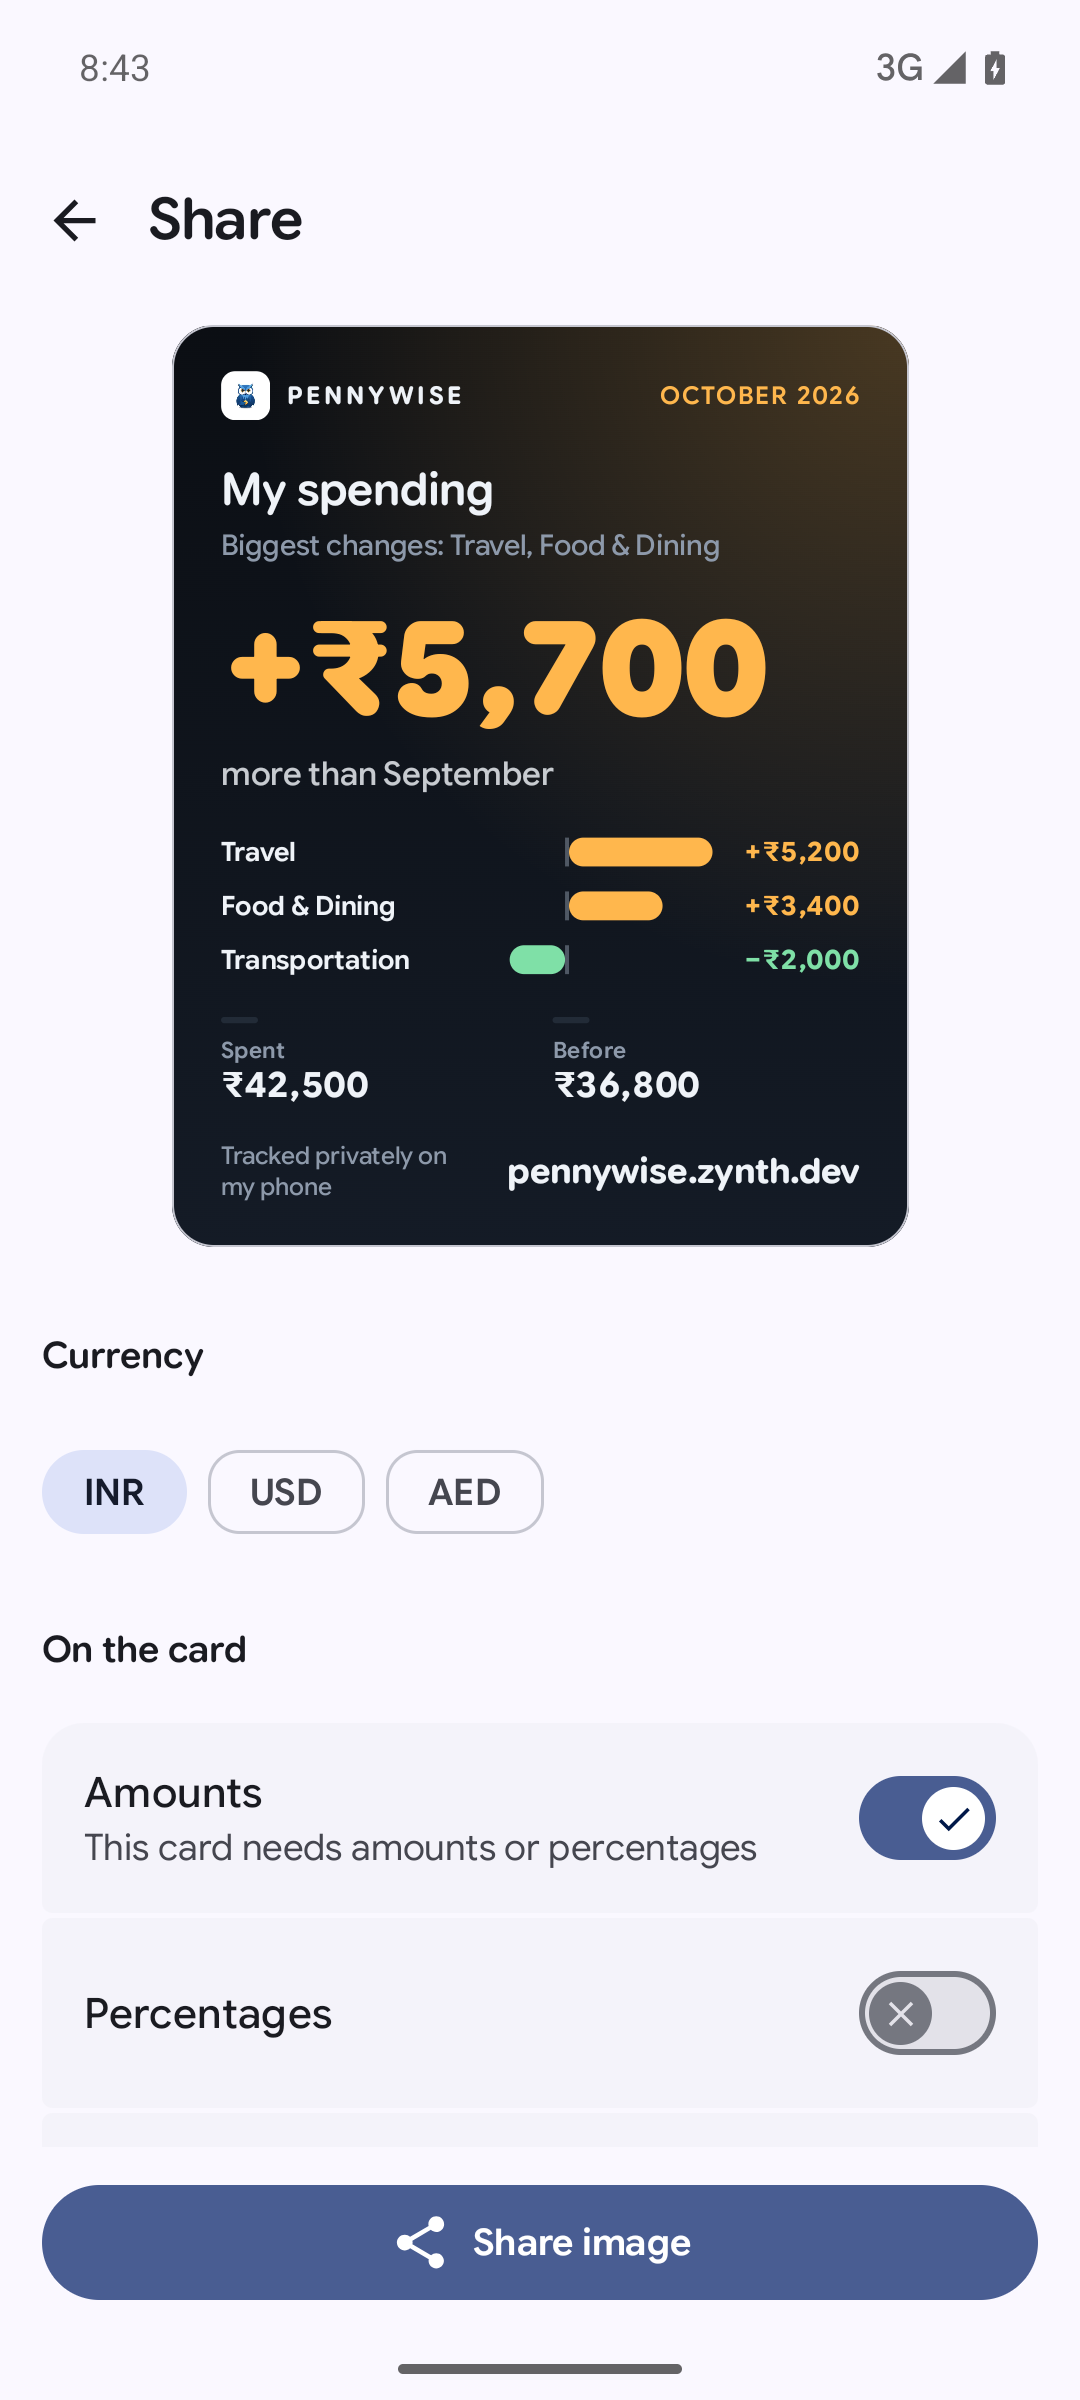 8:43
3G
Share
PENNYWISE
OCTOBER 2026
My spending
Biggest changes: Travel, Food & Dining
+₹5,700
more than September
Travel
+₹5,200
Food & Dining
+₹3,400
Transportation
−₹2,000
Spent
Before
₹42,500
₹36,800
Tracked privately on
my phone
pennywise.zynth.dev
Currency
INR
USD
AED
On the card
Amounts
This card needs amounts or percentages
Percentages
Share image